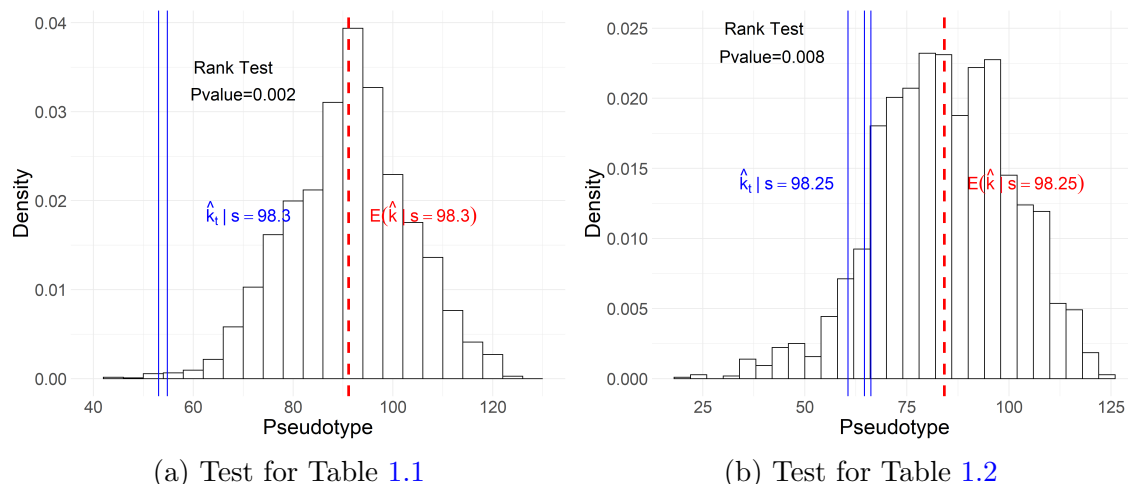 0.04
0.03
0.02
0.01
0.00
Density
Rank Test
Pvalue=0.002
k̂ₜ | s = 98.3
E(k̂ | s = 98.3)
40 60 80 100 120
Pseudotype
(a) Test for Table 1.1
0.025
0.020
0.015
0.010
0.005
0.000
Density
Rank Test
Pvalue=0.008
k̂ₜ | s = 98.25
E(k̂ | s = 98.25)
25 50 75 100 125
Pseudotype
(b) Test for Table 1.2